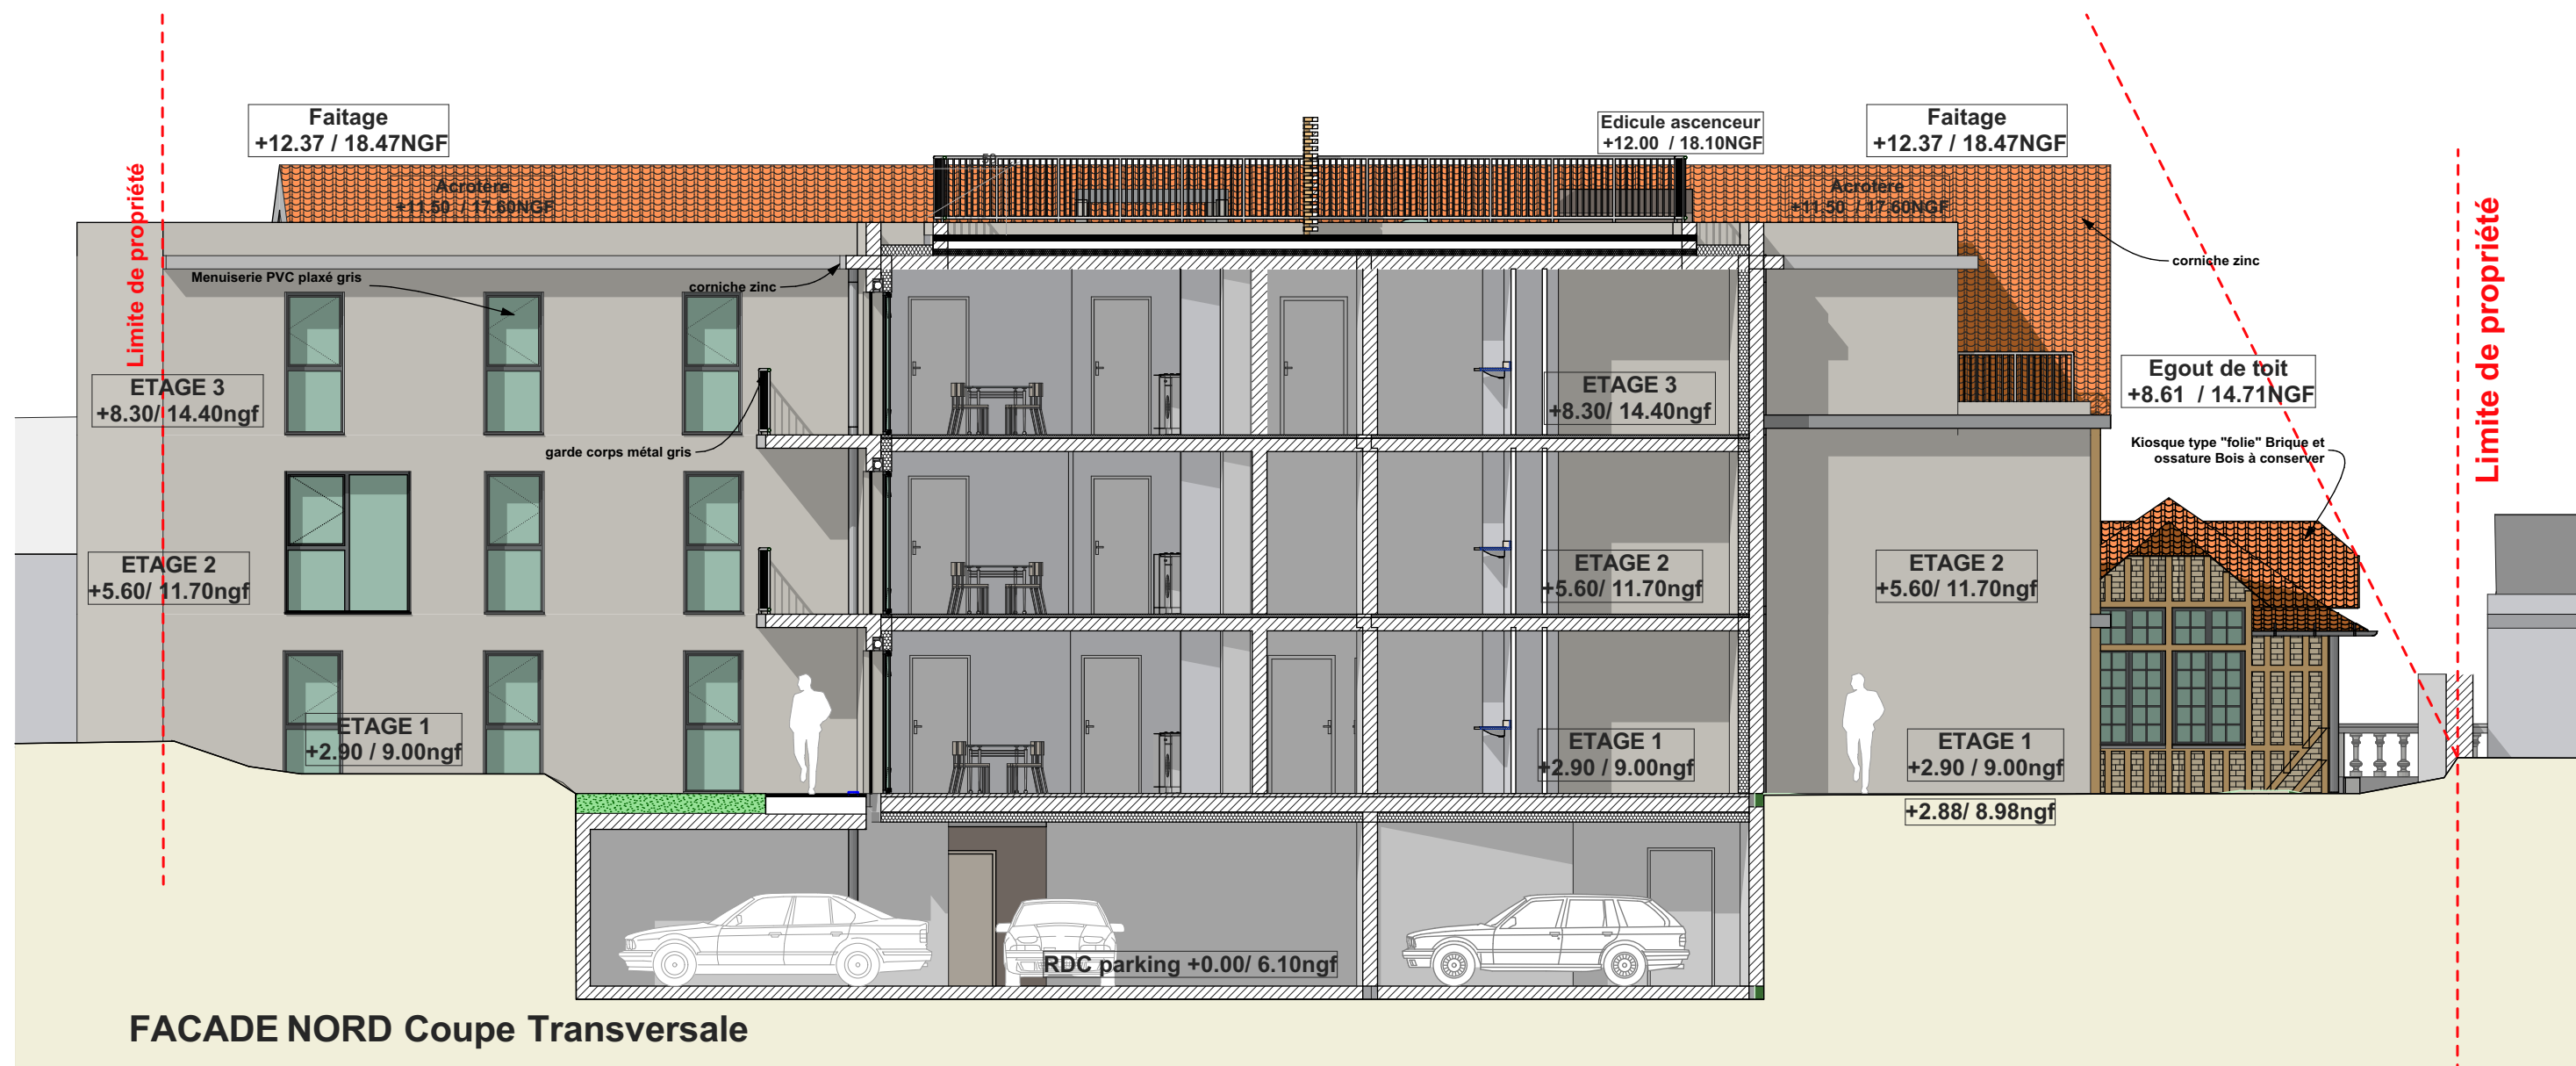 Faitage
+12.37 / 18.47NGF
Edicule ascenceur
+12.00 / 18.10NGF
Faitage
+12.37 / 18.47NGF
Limite de propriété
Acrotère
+11.50 / 17.60NGF
50
Acrotère
+11.50 / 17.60NGF
Limite de propriété
corniche zinc
Menuiserie PVC plaxé gris
corniche zinc
ETAGE 3
+8.30/ 14.40ngf
ETAGE 3
+8.30/ 14.40ngf
Egout de toit
+8.61 / 14.71NGF
garde corps métal gris
Kiosque type "folie" Brique et
ossature Bois à conserver
ETAGE 2
+5.60/ 11.70ngf
ETAGE 2
+5.60/ 11.70ngf
ETAGE 2
+5.60/ 11.70ngf
ETAGE 1
+2.90 / 9.00ngf
ETAGE 1
+2.90 / 9.00ngf
ETAGE 1
+2.90 / 9.00ngf
+2.88/ 8.98ngf
RDC parking +0.00/ 6.10ngf
FACADE NORD Coupe Transversale